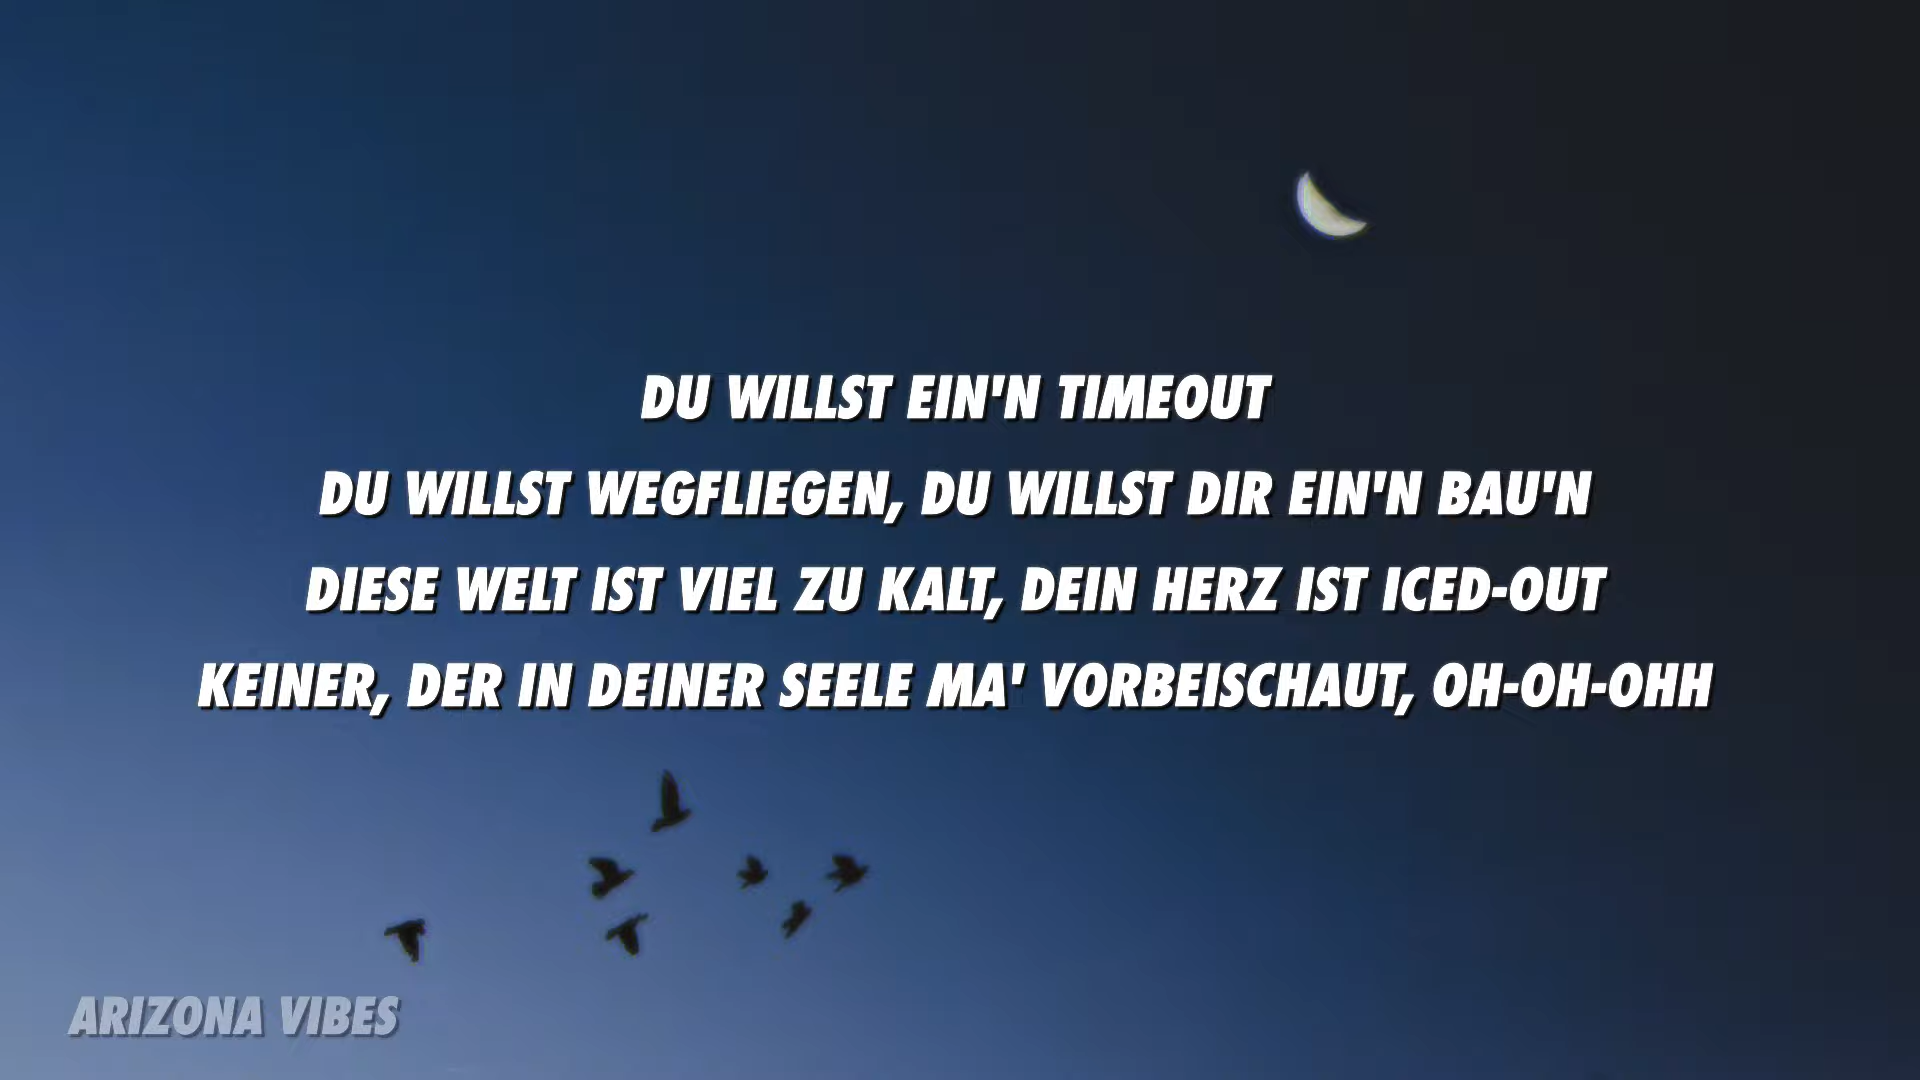 DU WILLST EIN'N TIMEOUT
DU WILLST WEGFLIEGEN, DU WILLST DIR EIN'N BAU'N
DIESE WELT IST VIEL ZU KALT, DEIN HERZ IST ICED-OUT
KEINER, DER IN DEINER SEELE MA' VORBEISCHAUT, OH-OH-OHH
ARIZONA VIBES